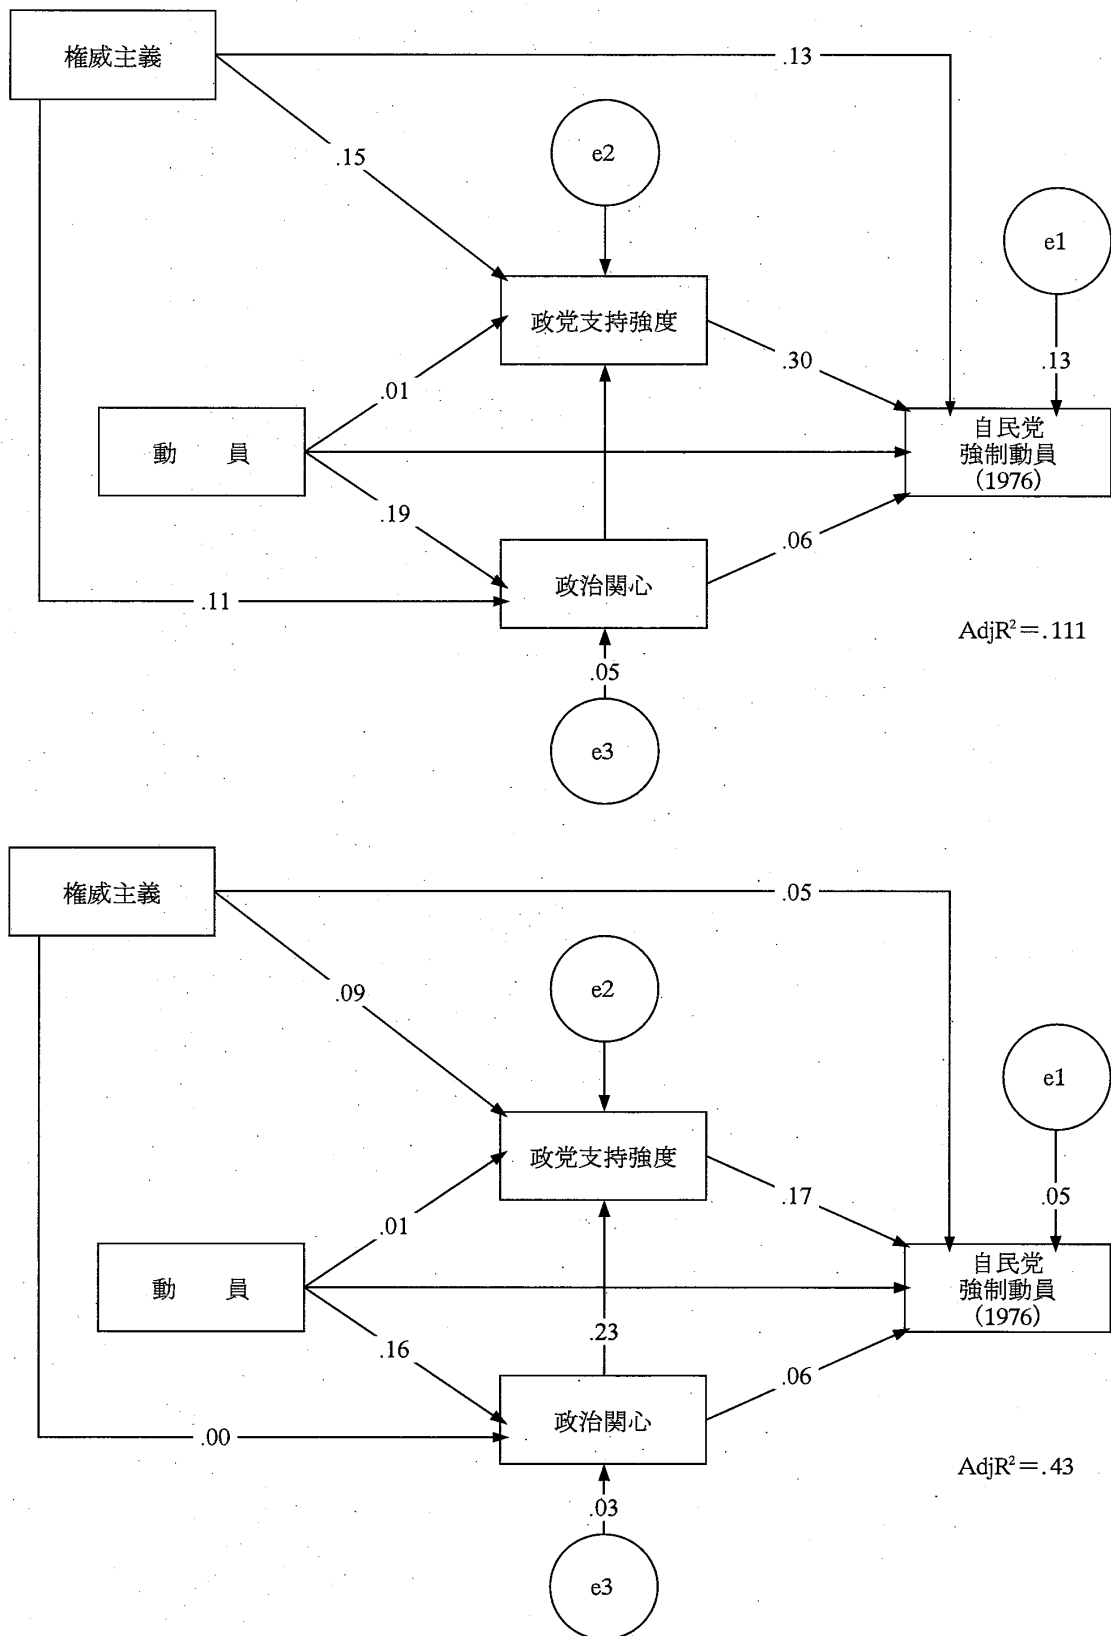 権威主義
.13
e2
.15
e1
政党支持強度
.30
.13
.01
動　員
自民党
強制動員
(1976)
.19
.06
政治関心
.11
AdjR²=.111
.05
e3
権威主義
.05
e2
.09
e1
政党支持強度
.17
.05
.01
動　員
自民党
強制動員
(1976)
.23
.16
.06
政治関心
.00
AdjR²=.43
.03
e3